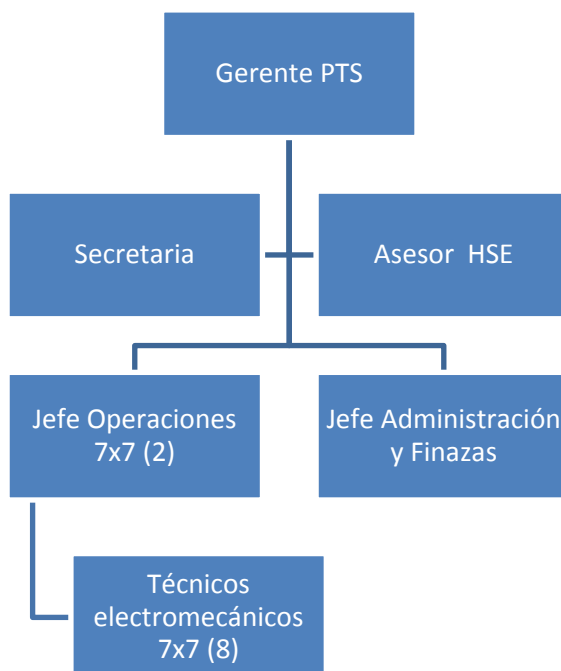 Gerente PTS
Secretaria
Asesor HSE
Jefe Operaciones
7x7 (2)
Jefe Administración
y Finazas
Técnicos
electromecánicos
7x7 (8)